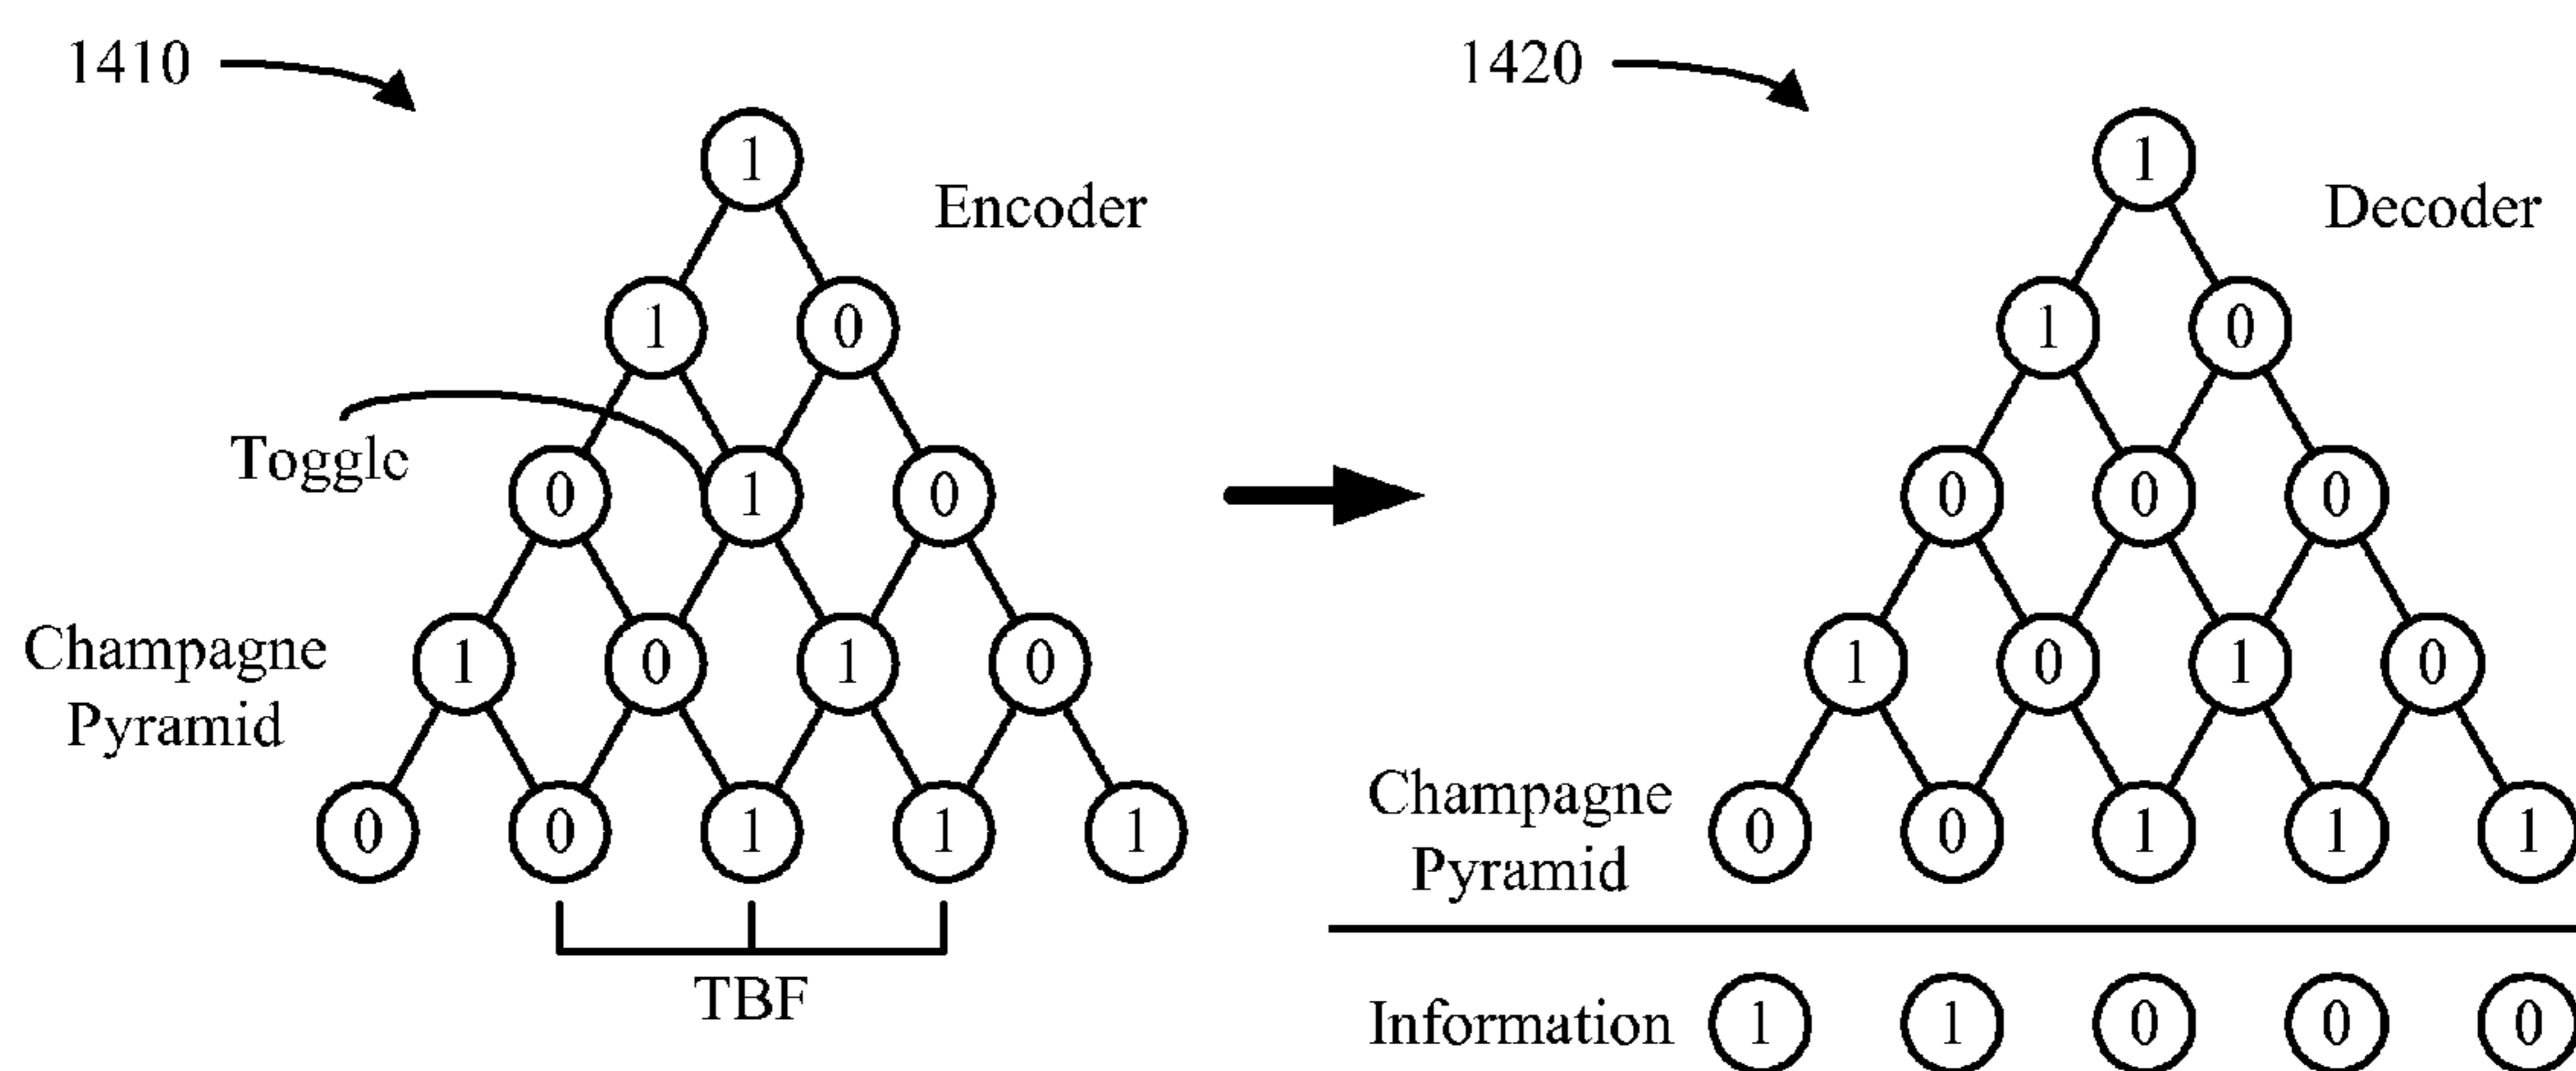 1410
1420
1
Encoder
1
Decoder
1 0
1 0
Toggle
0 1 0
0 0 0
Champagne
Pyramid
1 0 1 0
1 0 1 0
0 0 1 1 1
Champagne
Pyramid
0 0 1 1 1
TBF
Information 1 1 0 0 0